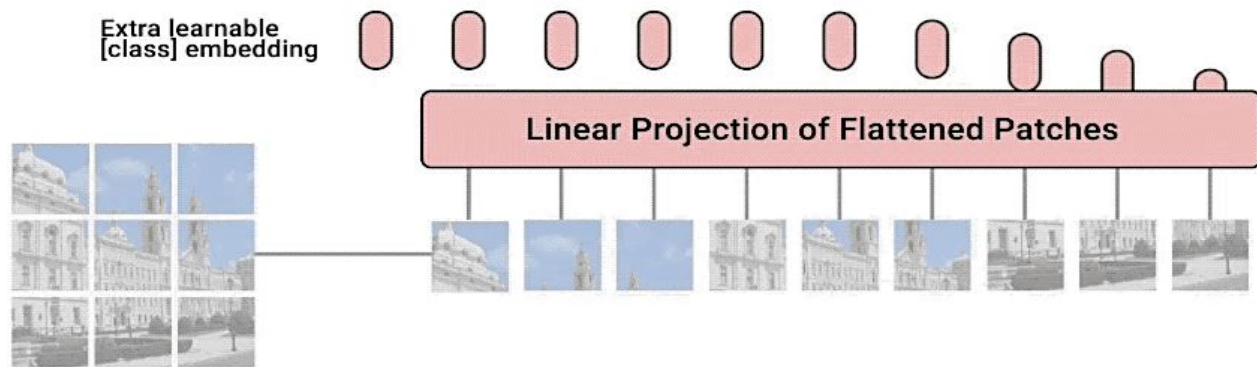 Extra learnable
[class] embedding
Linear Projection of Flattened Patches